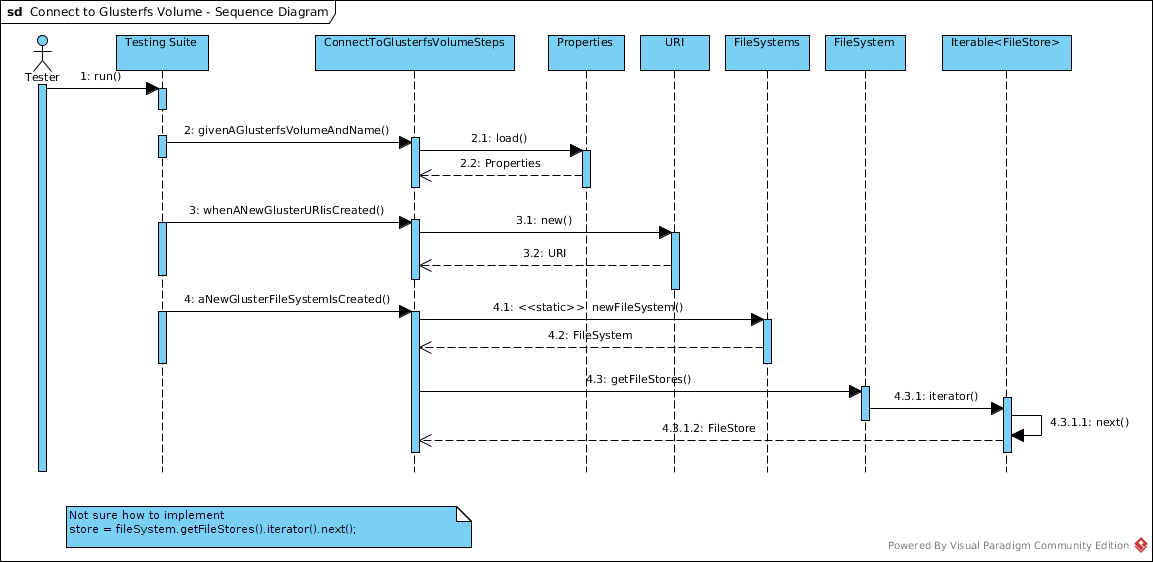 sd Connect to Glusterfs Volume - Sequence Diagram
Tester
Testing Suite
ConnectToGlusterfsVolumeSteps
Properties
URI
FileSystems
FileSystem
Iterable<FileStore>
1: run()
2: givenAGlusterfsVolumeAndName()
2.1: load()
2.2: Properties
3: whenANewGlusterURIisCreated()
3.1: new()
3.2: URI
4: aNewGlusterFileSystemIsCreated()
4.1: <<static>> newFileSystem()
4.2: FileSystem
4.3: getFileStores()
4.3.1: iterator()
4.3.1.1: next()
4.3.1.2: FileStore
Not sure how to implement
store = fileSystem.getFileStores().iterator().next();
Powered By Visual Paradigm Community Edition